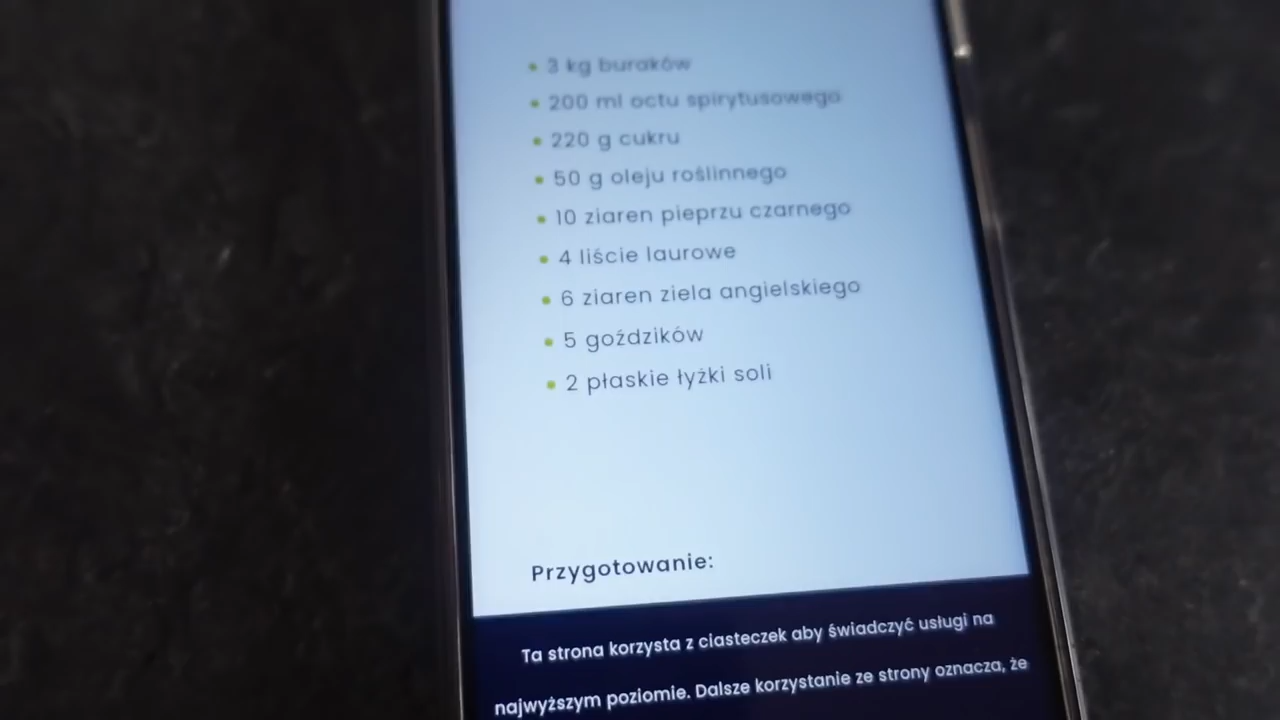 3 kg buraków
200 ml octu spirytusowego
220 g cukru
50 g oleju roślinnego
10 ziaren pieprzu czarnego
4 liście laurowe
6 ziaren ziela angielskiego
5 goździków
2 płaskie łyżki soli
Przygotowanie:
Ta strona korzysta z ciasteczek aby świadczyć usługi na
najwyższym poziomie. Dalsze korzystanie ze strony oznacza, że